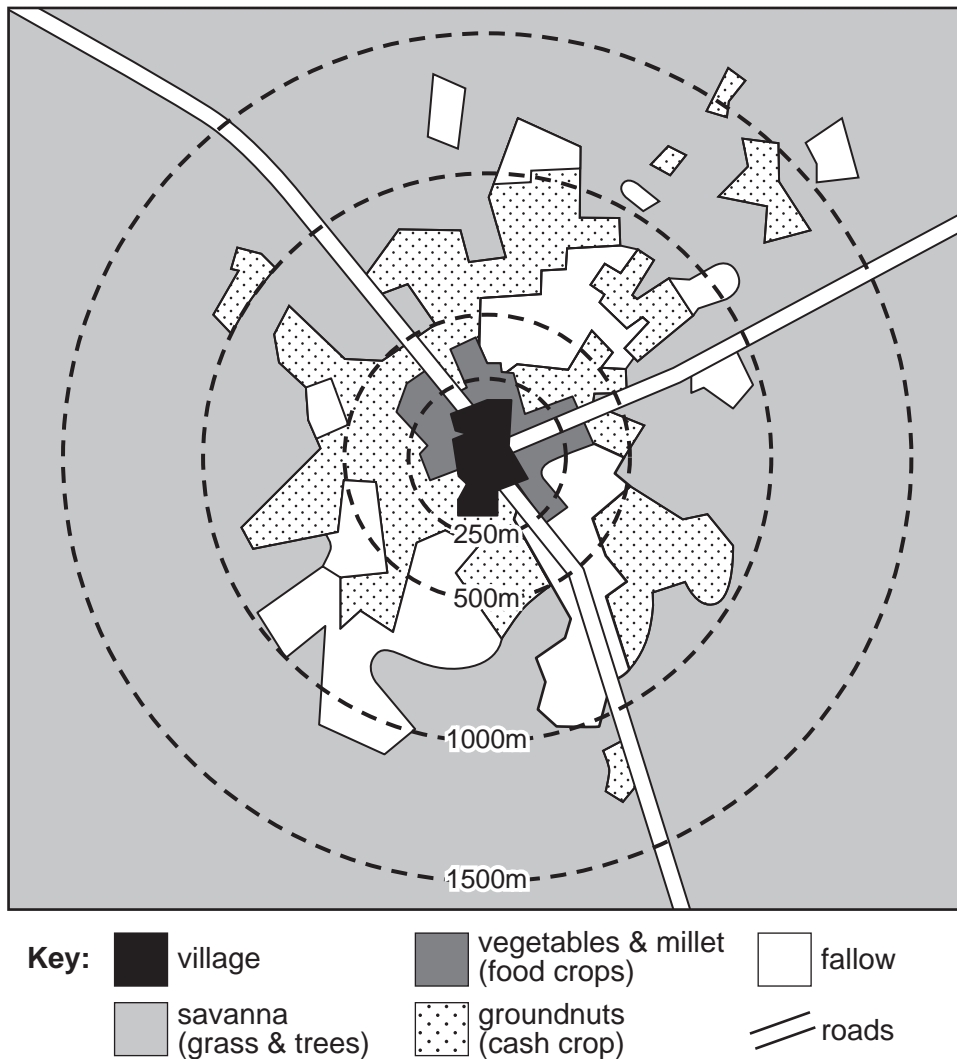 250m
500m
1000m
1500m
Key:
village
vegetables & millet
(food crops)
fallow
savanna
(grass & trees)
groundnuts
(cash crop)
roads